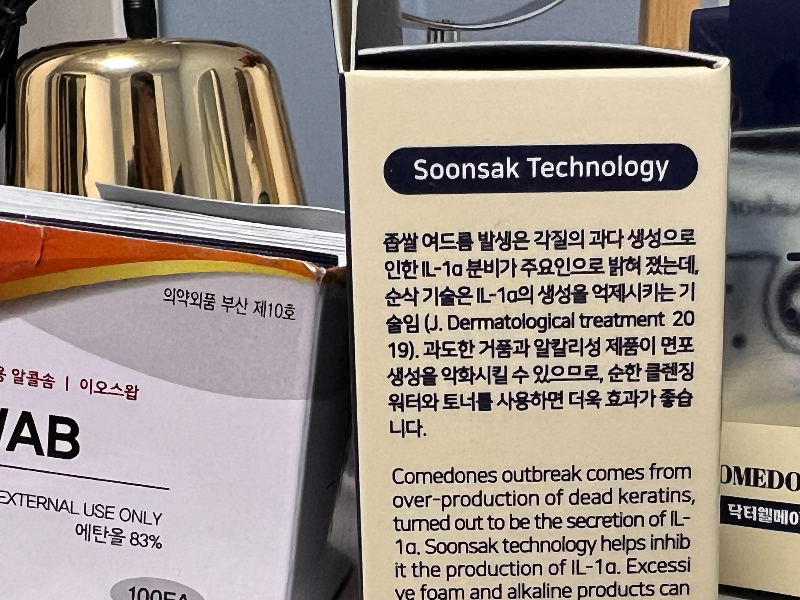 Soonsak Technology
좁쌀 여드름 발생은 각질의 과다 생성으로
인한 IL-1α 분비가 주요인으로 밝혀 졌는데,
순삭 기술은 IL-1α의 생성을 억제시키는 기
술임 (J. Dermatological treatment 20
19). 과도한 거품과 알칼리성 제품이 면포
생성을 악화시킬 수 있으므로, 순한 클렌징
워터와 토너를 사용하면 더욱 효과가 좋습
니다.
Comedones outbreak comes from
over-production of dead keratins,
turned out to be the secretion of IL-
1α. Soonsak technology helps inhib
it the production of IL-1α. Excessi
ve foam and alkaline products can
의약외품 부산 제10호
용 알콜솜 | 이오스왑
WAB
EXTERNAL USE ONLY
에탄올 83%
100EA
OMEDO
닥터웰메이